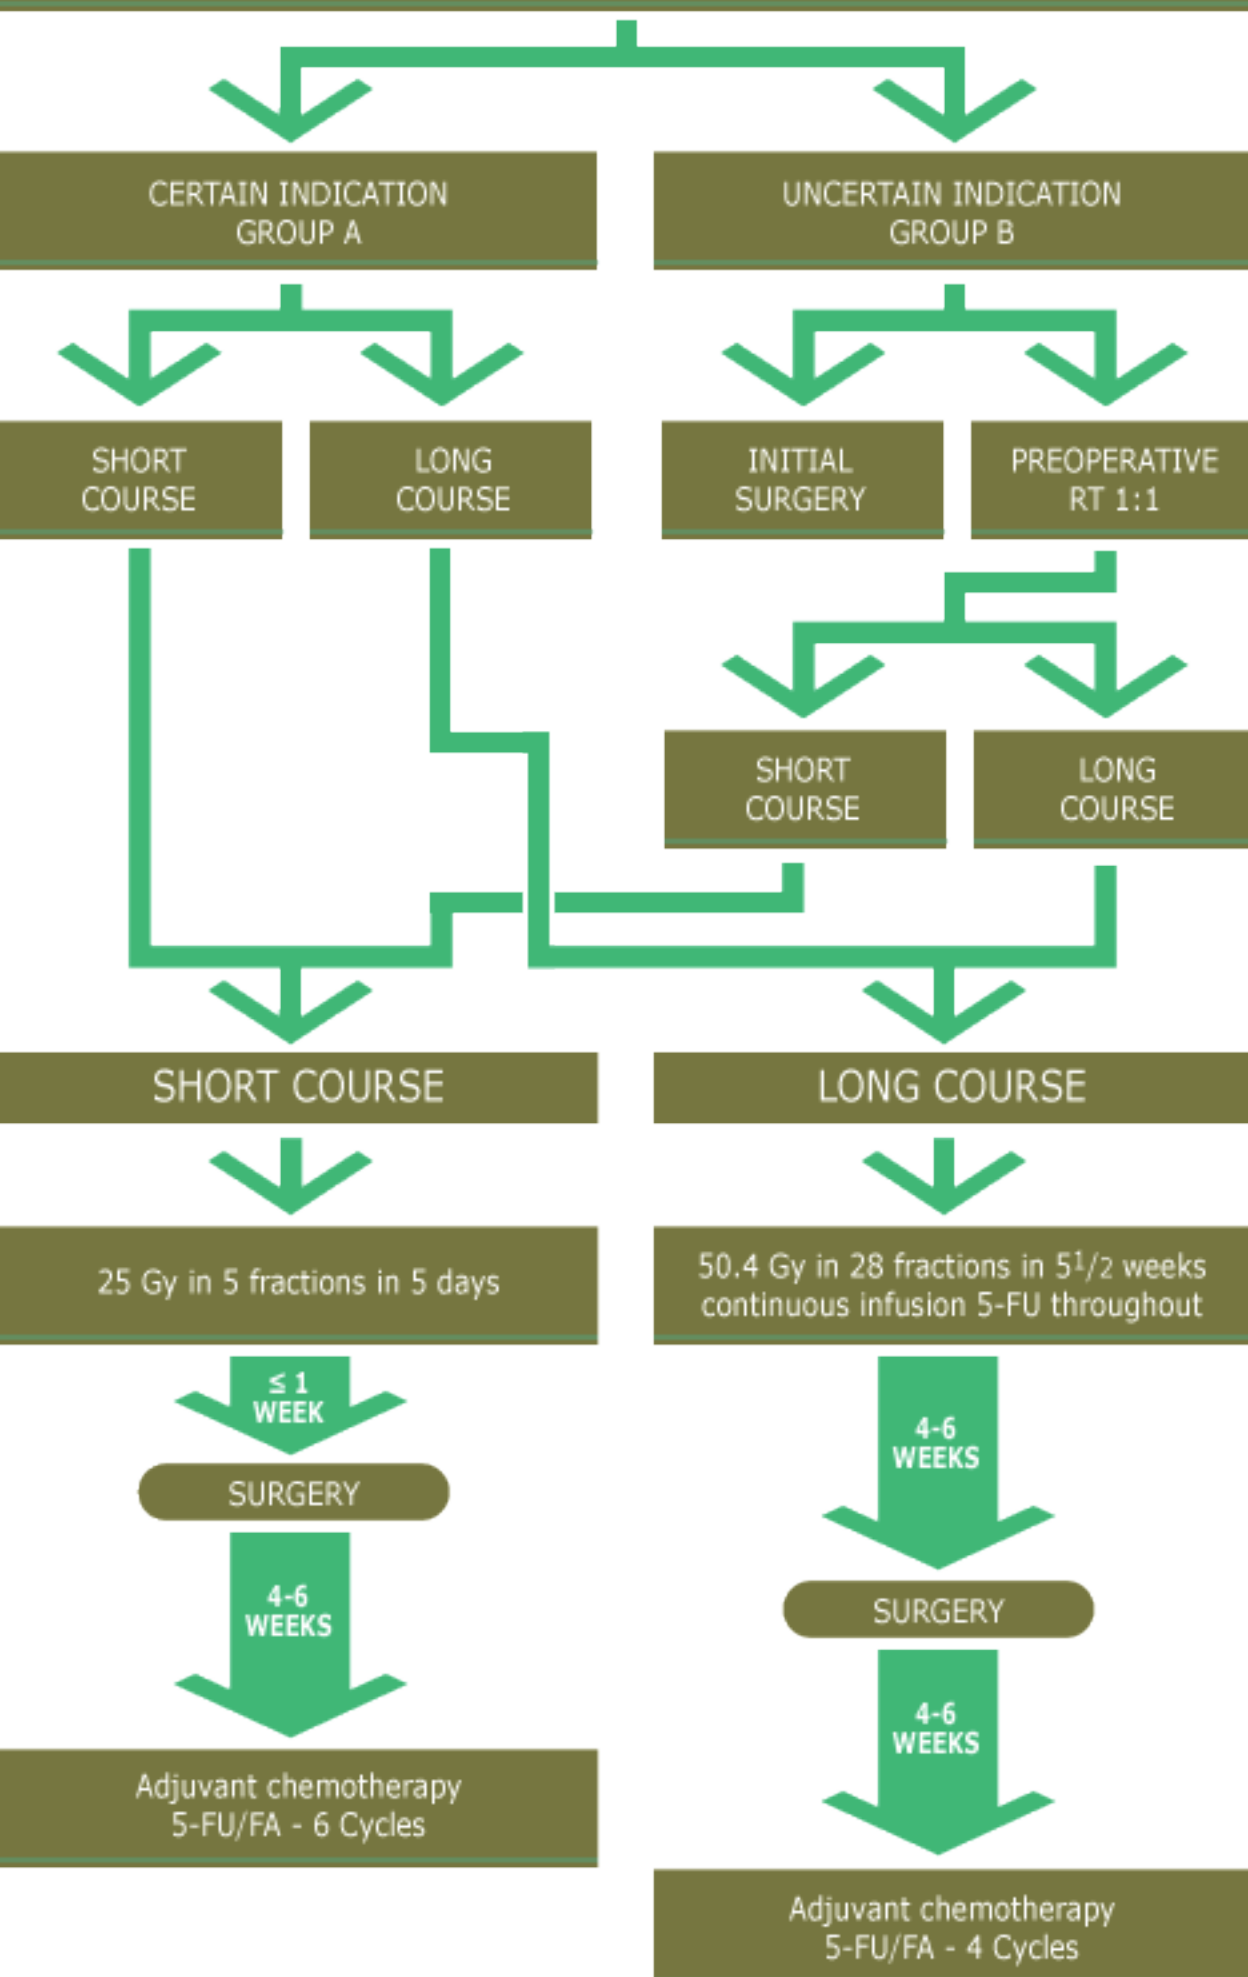 CERTAIN INDICATION
GROUP A
UNCERTAIN INDICATION
GROUP B
SHORT
COURSE
LONG
COURSE
INITIAL
SURGERY
PREOPERATIVE
RT 1:1
SHORT
COURSE
LONG
COURSE
SHORT COURSE
LONG COURSE
25 Gy in 5 fractions in 5 days
50.4 Gy in 28 fractions in 5 1/2 weeks
continuous infusion 5-FU throughout
≤ 1
WEEK
SURGERY
4-6
WEEKS
Adjuvant chemotherapy
5-FU/FA - 6 Cycles
4-6
WEEKS
SURGERY
4-6
WEEKS
Adjuvant chemotherapy
5-FU/FA - 4 Cycles